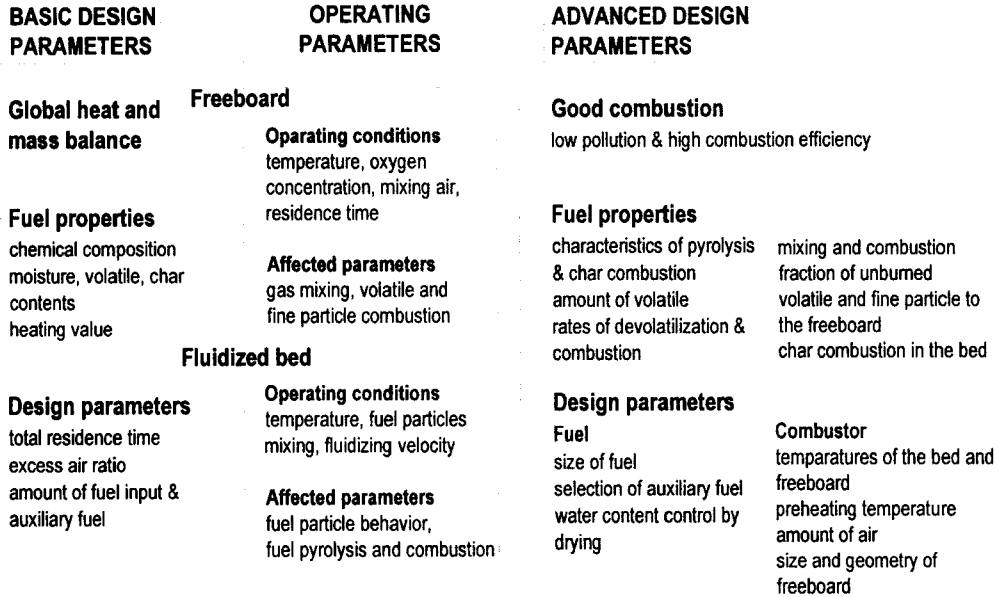 BASIC DESIGN
PARAMETERS
Global heat and
mass balance
Fuel properties
chemical composition
moisture, volatile, char
contents
heating value
Design parameters
total residence time
excess air ratio
amount of fuel input &
auxiliary fuel
OPERATING
PARAMETERS
Freeboard
Oparating conditions
temperature, oxygen
concentration, mixing air,
residence time
Affected parameters
gas mixing, volatile and
fine particle combustion
Fluidized bed
Operating conditions
temperature, fuel particles
mixing, fluidizing velocity
Affected parameters
fuel particle behavior,
fuel pyrolysis and combustion
ADVANCED DESIGN
PARAMETERS
Good combustion
low pollution & high combustion efficiency
Fuel properties
characteristics of pyrolysis
& char combustion
amount of volatile
rates of devolatilization &
combustion
mixing and combustion
fraction of unburned
volatile and fine particle to
the freeboard
char combustion in the bed
Design parameters
Fuel
size of fuel
selection of auxiliary fuel
water content control by
drying
Combustor
temparatures of the bed and
freeboard
preheating temperature
amount of air
size and geometry of
freeboard